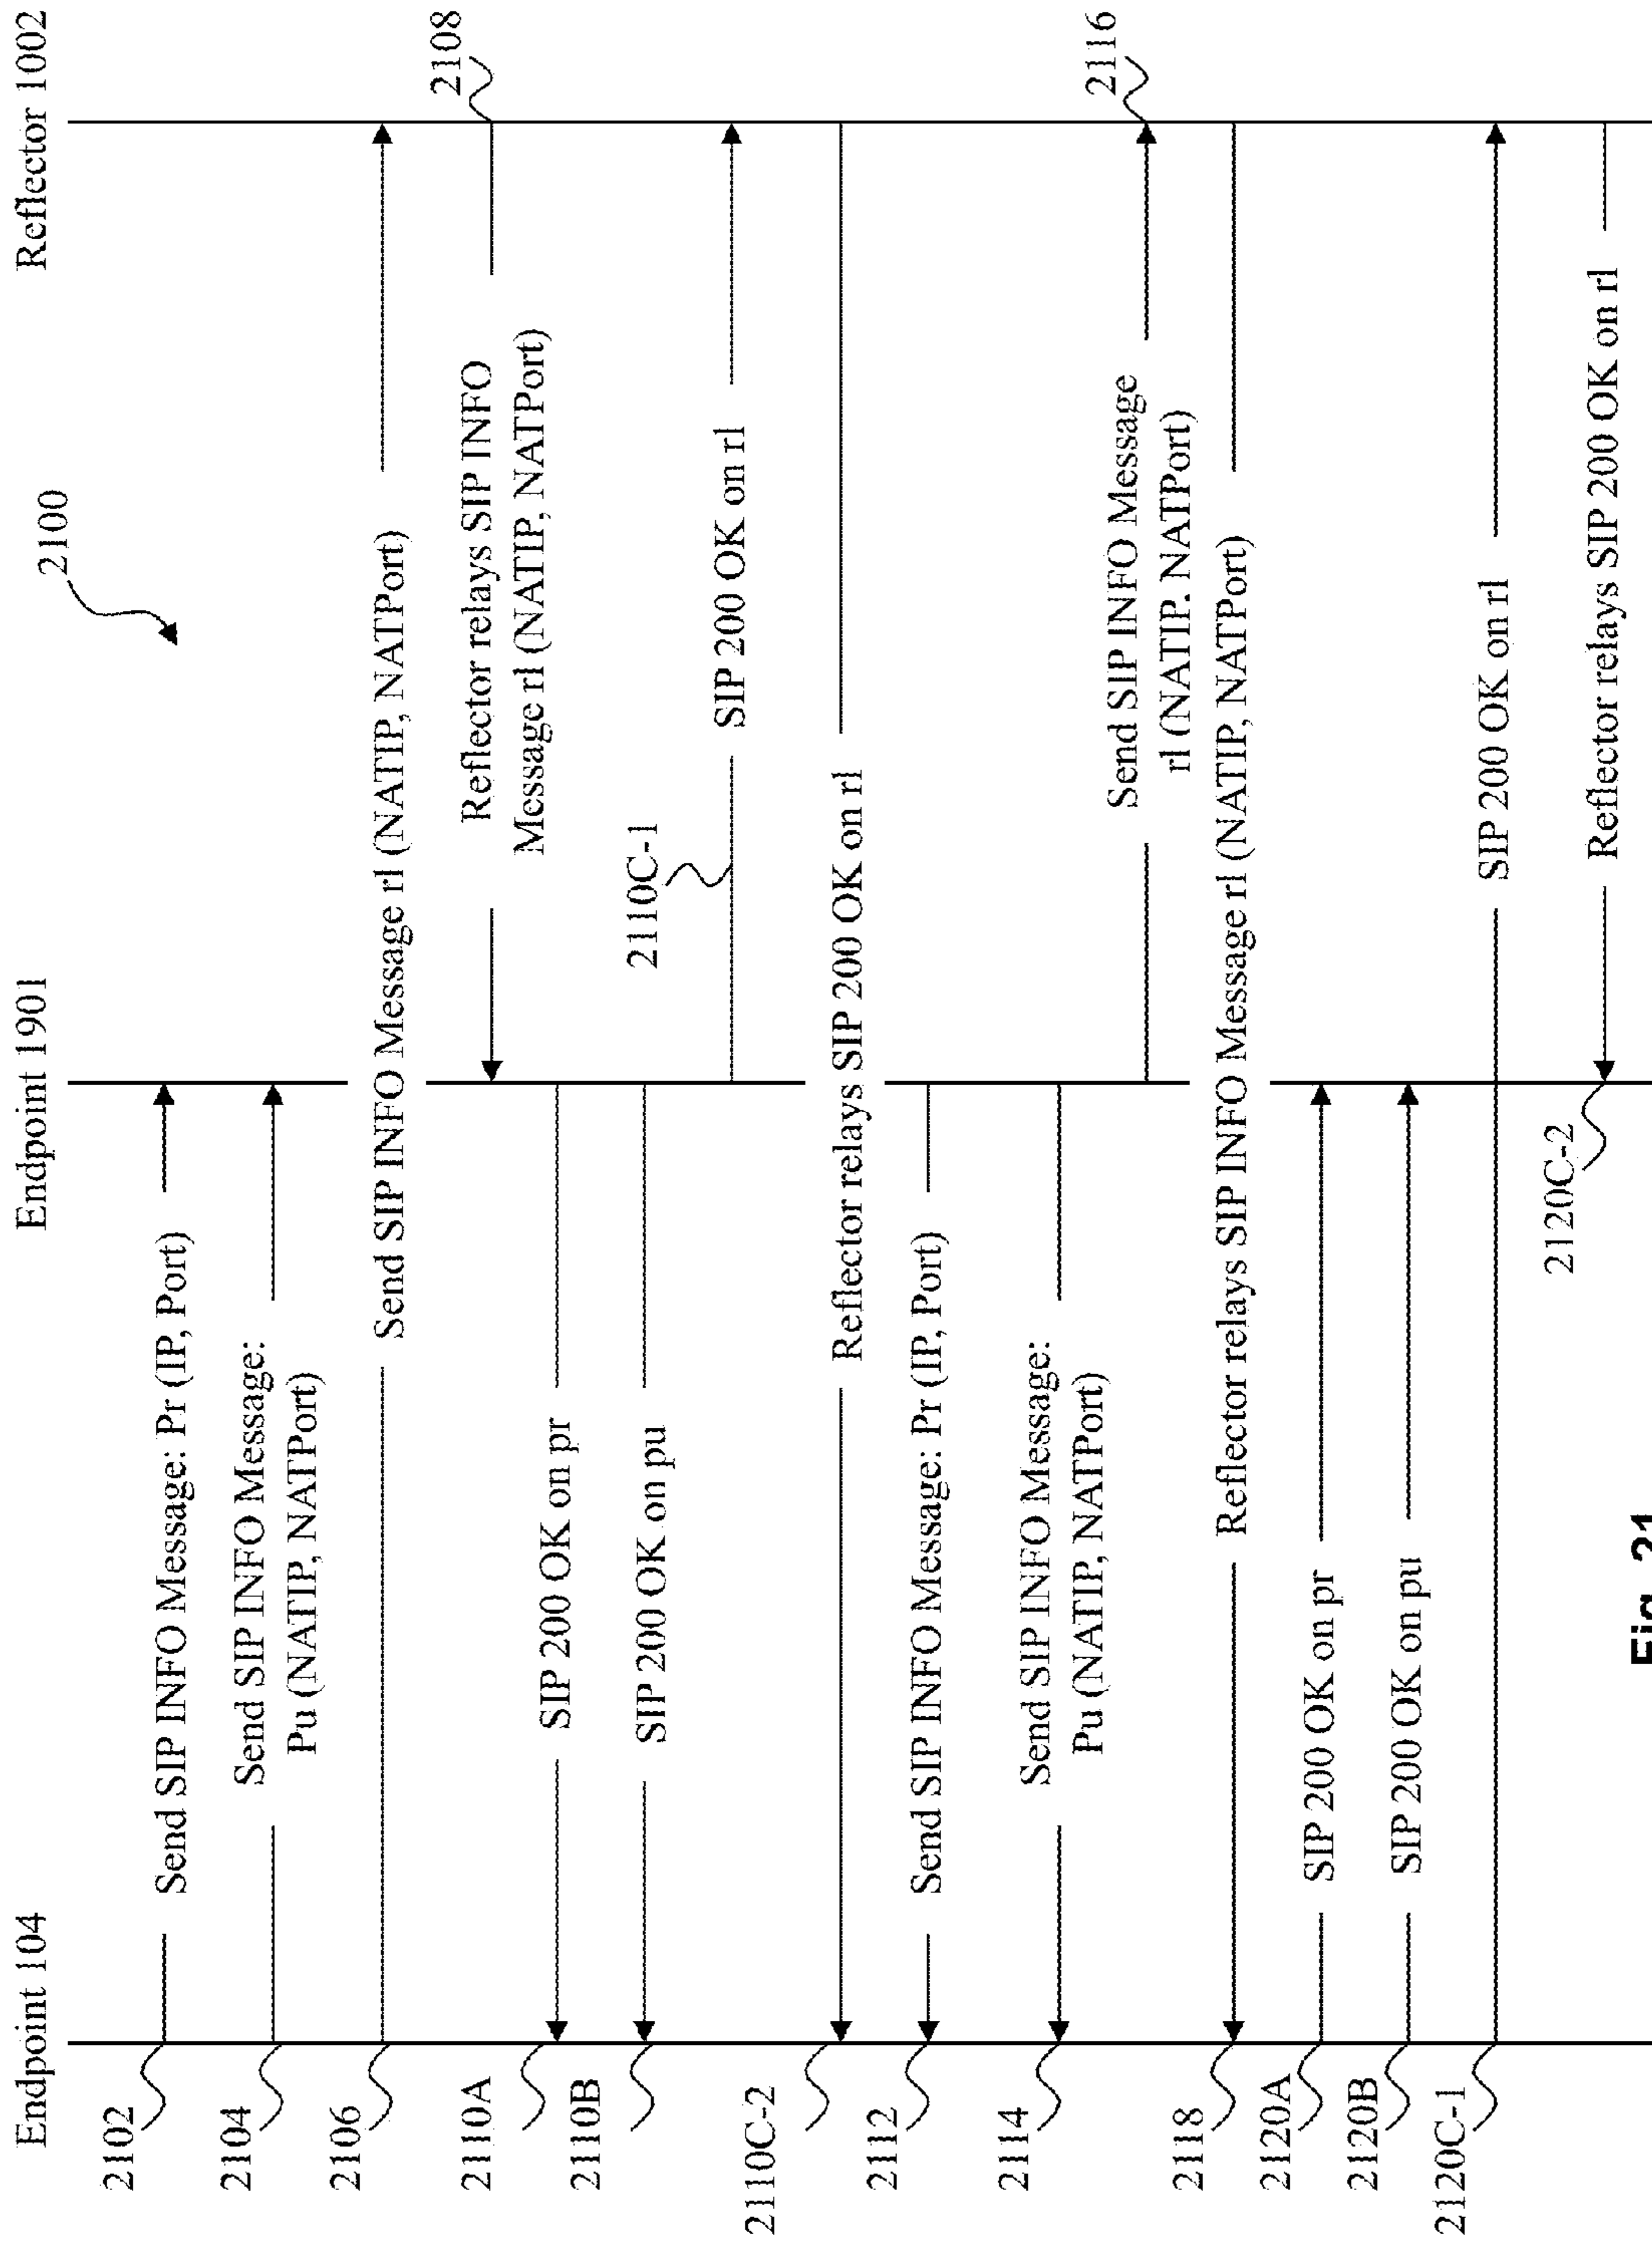 Endpoint 104
Endpoint 1901
Reflector 1002
2100
2102
Send SIP INFO Message: Pr (IP, Port)
2104
Send SIP INFO Message:
Pu (NATIP, NATPort)
2106
Send SIP INFO Message rl (NATIP, NATPort)
2108
Reflector relays SIP INFO
Message rl (NATIP, NATPort)
2110A
SIP 200 OK on pr
2110B
SIP 200 OK on pu
2110C-1
SIP 200 OK on rl
2110C-2
Reflector relays SIP 200 OK on rl
2112
Send SIP INFO Message: Pr (IP, Port)
2114
Send SIP INFO Message:
Pu (NATIP, NATPort)
2116
Send SIP INFO Message
rl (NATIP. NATPort)
2118
Reflector relays SIP INFO Message rl (NATIP, NATPort)
2120A
SIP 200 OK on pr
2120B
SIP 200 OK on pu
2120C-1
SIP 200 OK on rl
2120C-2
Reflector relays SIP 200 OK on rl
Fig. 21